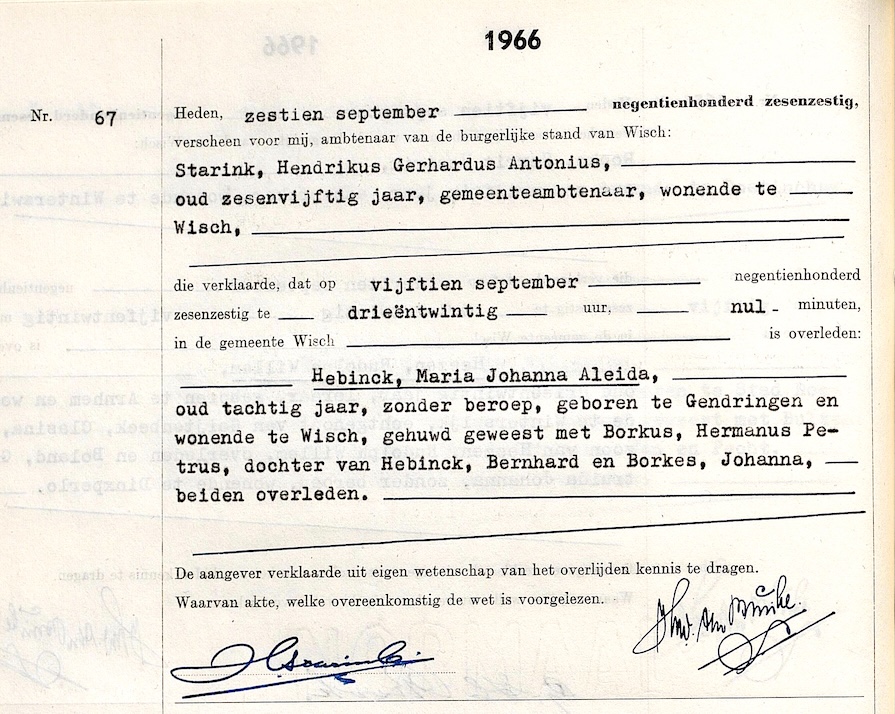 1966
Nr. 67
Heden, zestien september negentienhonderd zesenzestig,
verscheen voor mij, ambtenaar van de burgerlijke stand van Wisch:
Starink, Hendrikus Gerhardus Antonius,
oud zesenvijftig jaar, gemeenteambtenaar, wonende te
Wisch,
die verklaarde, dat op vijftien september negentienhonderd
zesenzestig te drieëntwintig uur, nul - minuten,
in de gemeente Wisch is overleden:
Hebinck, Maria Johanna Aleida,
oud tachtig jaar, zonder beroep, geboren te Gendringen en
wonende te Wisch, gehuwd geweest met Borkus, Hermanus Pe-
trus, dochter van Hebinck, Bernhard en Borkes, Johanna,
beiden overleden.
De aangever verklaarde uit eigen wetenschap van het overlijden kennis te dragen.
Waarvan akte, welke overeenkomstig de wet is voorgelezen.